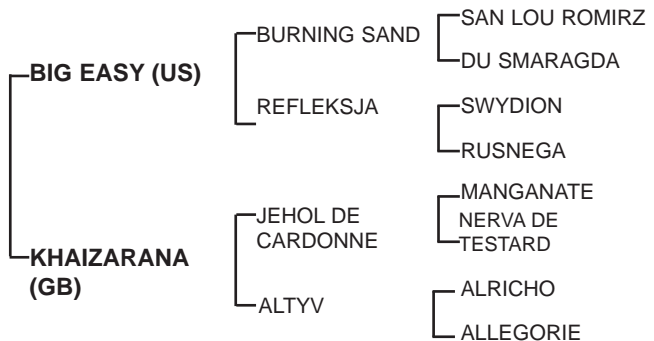 SAN LOU ROMIRZ
BURNING SAND
DU SMARAGDA
BIG EASY (US)
REFLEKSJA
SWYDION
RUSNEGA
MANGANATE
JEHOL DE
CARDONNE
NERVA DE
TESTARD
KHAIZARANA
(GB)
ALTYV
ALRICHO
ALLEGORIE